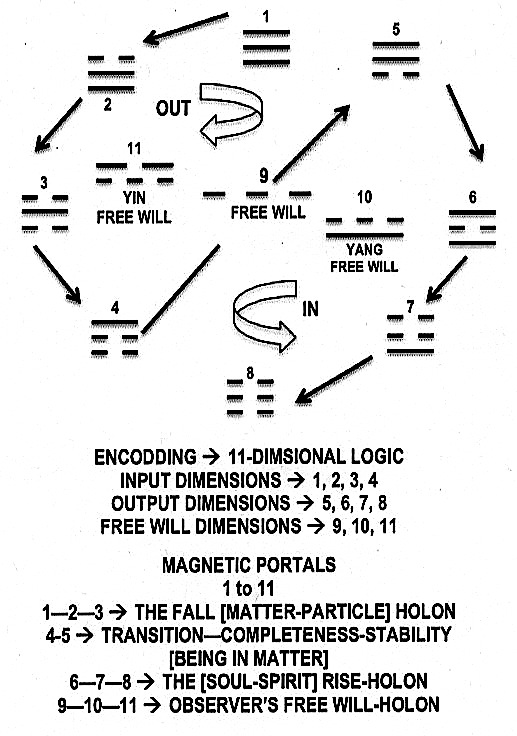 1
5
2
OUT
11
YIN
FREE WILL
3
9
FREE WILL
10
YANG
FREE WILL
6
4
IN
7
8
ENCODDING → 11-DIMSIONAL LOGIC
INPUT DIMENSIONS → 1, 2, 3, 4
OUTPUT DIMENSIONS → 5, 6, 7, 8
FREE WILL DIMENSIONS → 9, 10, 11
MAGNETIC PORTALS
1 to 11
1—2—3 → THE FALL [MATTER-PARTICLE] HOLON
4-5 → TRANSITION—COMPLETENESS-STABILITY
[BEING IN MATTER]
6—7—8 → THE [SOUL-SPIRIT] RISE-HOLON
9—10—11 → OBSERVER'S FREE WILL-HOLON